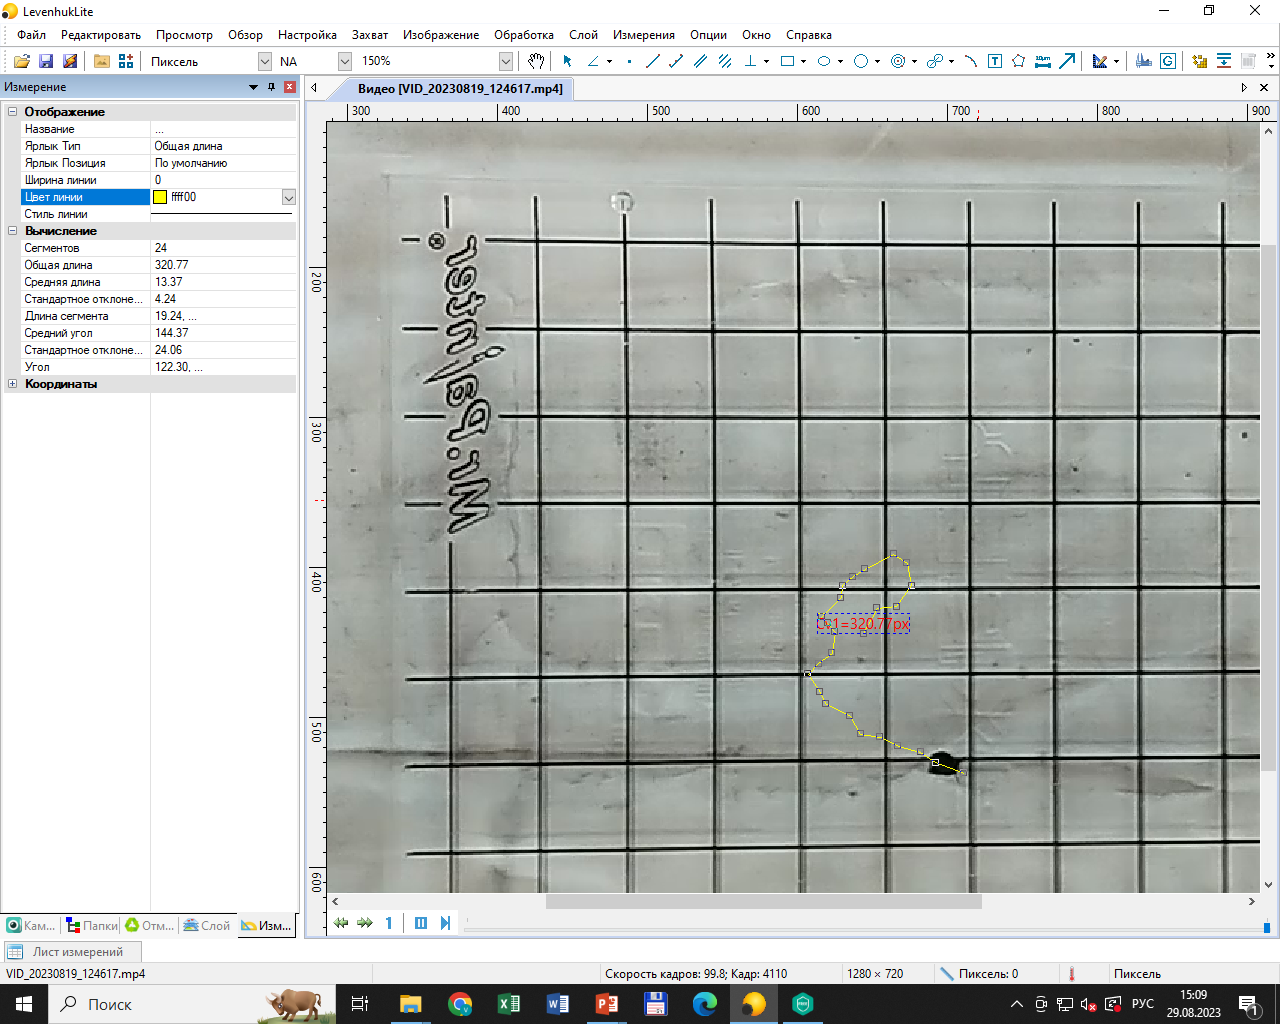 LevenhukLite
Файл Редактировать Просмотр Обзор Настройка Захват Изображение Обработка Слой Измерения Опции Окно Справка
Пиксель NA 150%
Измерение
Видео [VID_20230819_124617.mp4]
300 400 500 600 700 800 900
Отображение
Название ...
Ярлык Тип Общая длина
Ярлык Позиция По умолчанию
Ширина линии 0
Цвет линии ffff00
Стиль линии
Вычисление
Сегментов 24
Общая длина 320.77
Средняя длина 13.37
Стандартное отклоне... 4.24
Длина сегмента 19.24, ...
Средний угол 144.37
Стандартное отклоне... 24.06
Угол 122.30, ...
Координаты
200
300
400
500
600
Mr.Painter®
Cv1=320.77px
Кам... Папки Отм... Слой Изм...
1
Лист измерений
VID_20230819_124617.mp4 Скорость кадров: 99.8; Кадр: 4110 1280 × 720 Пиксель: 0 Пиксель
Поиск
РУС
15:09
29.08.2023
1